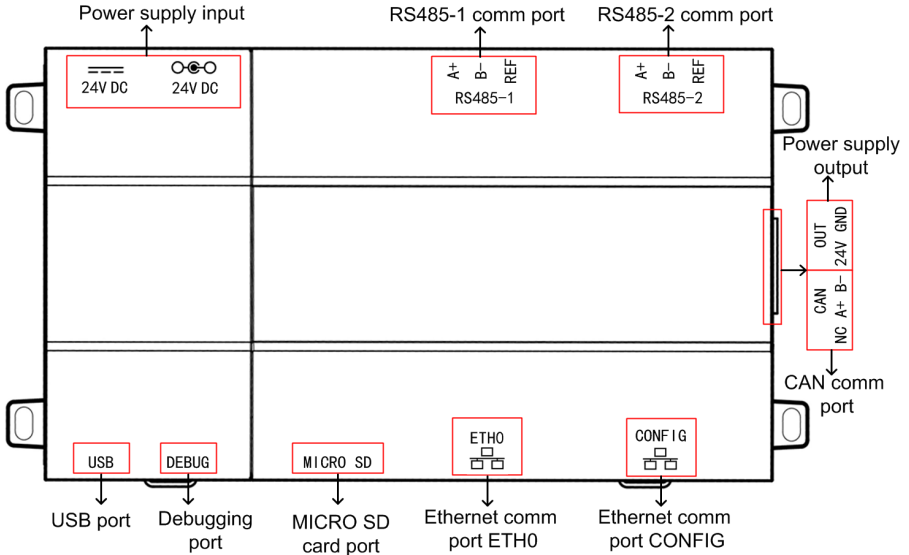 Power supply input
RS485-1 comm port
RS485-2 comm port
24V DC
24V DC
A+ B- REF
RS485-1
A+ B- REF
RS485-2
Power supply
output
OUT
24V GND
CAN
NC A+ B-
CAN comm
port
USB
DEBUG
MICRO SD
ETH0
CONFIG
USB port
Debugging
port
MICRO SD
card port
Ethernet comm
port ETH0
Ethernet comm
port CONFIG